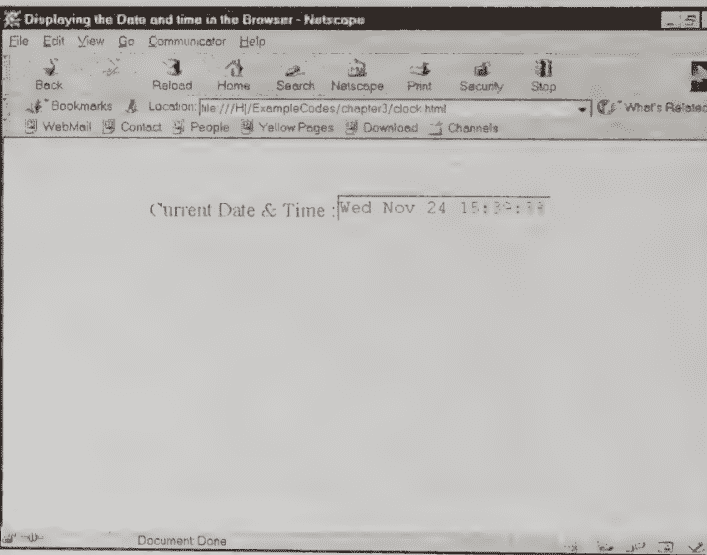 Displaying the Date and time in the Browser - Netscape
File Edit View Go Communicator Help
Back Reload Home Search Netscape Print Security Stop
Bookmarks Location: file:///H|/ExampleCodes/chapter3/clock.html What's Related
WebMail Contact People Yellow Pages Download Channels
Current Date & Time : Wed Nov 24
Document Done